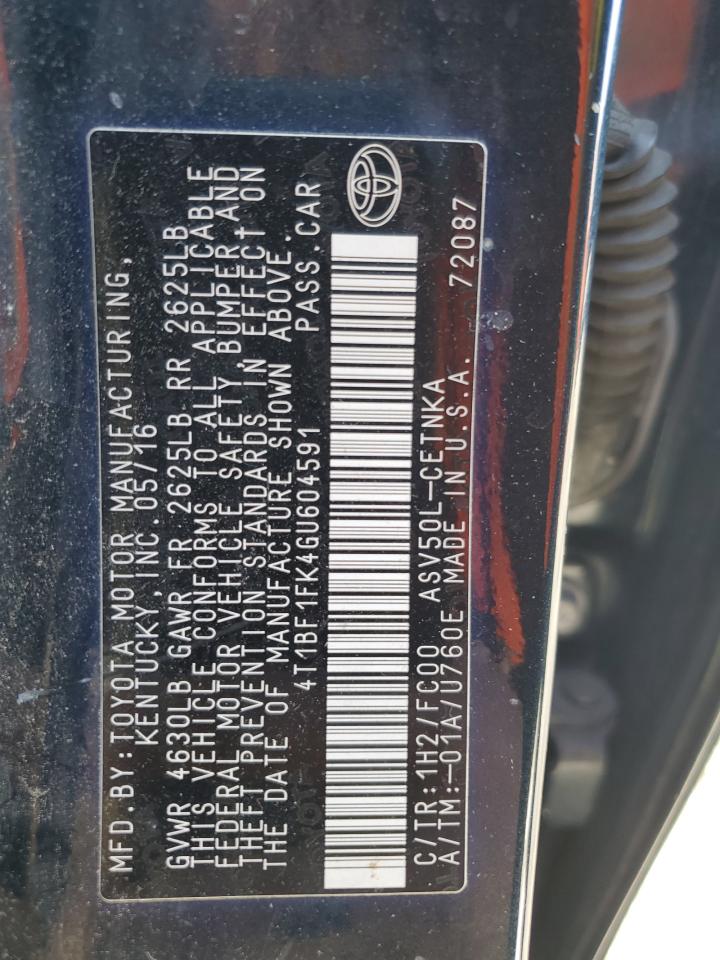 MFD.BY:TOYOTA MOTOR MANUFACTURING,
KENTUCKY, INC.05/16
GVWR 4630LB GAWR FR 2625LB RR 2625LB
THIS VEHICLE CONFORMS TO ALL APPLICABLE
FEDERAL MOTOR VEHICLE SAFETY BUMPER,AND
THEFT PREVENTION STANDARDS IN EFFECT ON
THE DATE OF MANUFACTURE SHOWN ABOVE.
4T1BF1FK4GU604591 PASS.CAR
C/TR:1H2/FC00 ASV50L-CETNKA
A/TM:-01A/U760E MADE IN U.S.A. 72087